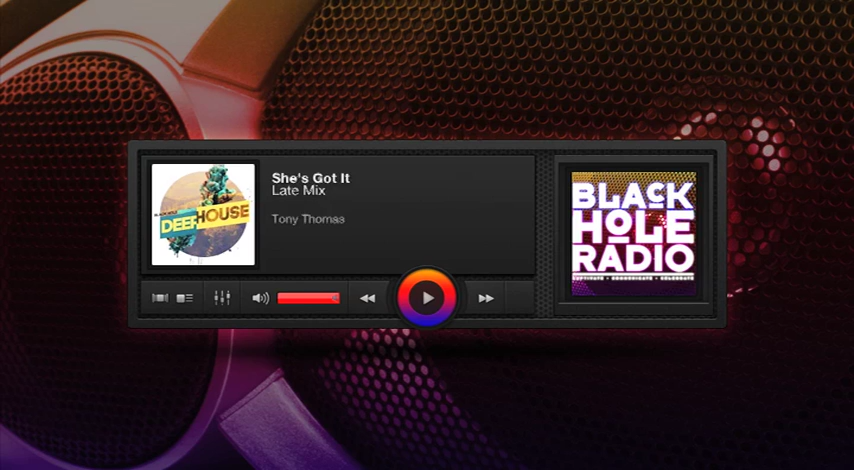 She's Got It
Late Mix
Tony Thomas
DEEPHOUSE
BLACK
HOLE
RADIO